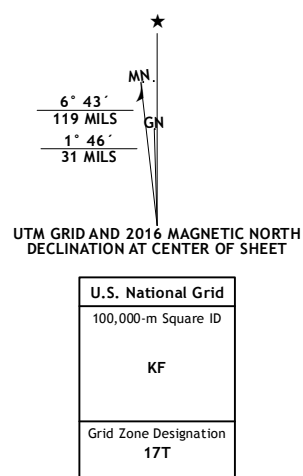 ★
MN
6° 43´
119 MILS
GN
1° 46´
31 MILS
UTM GRID AND 2016 MAGNETIC NORTH
DECLINATION AT CENTER OF SHEET
U.S. National Grid
100,000-m Square ID
KF
Grid Zone Designation
17T